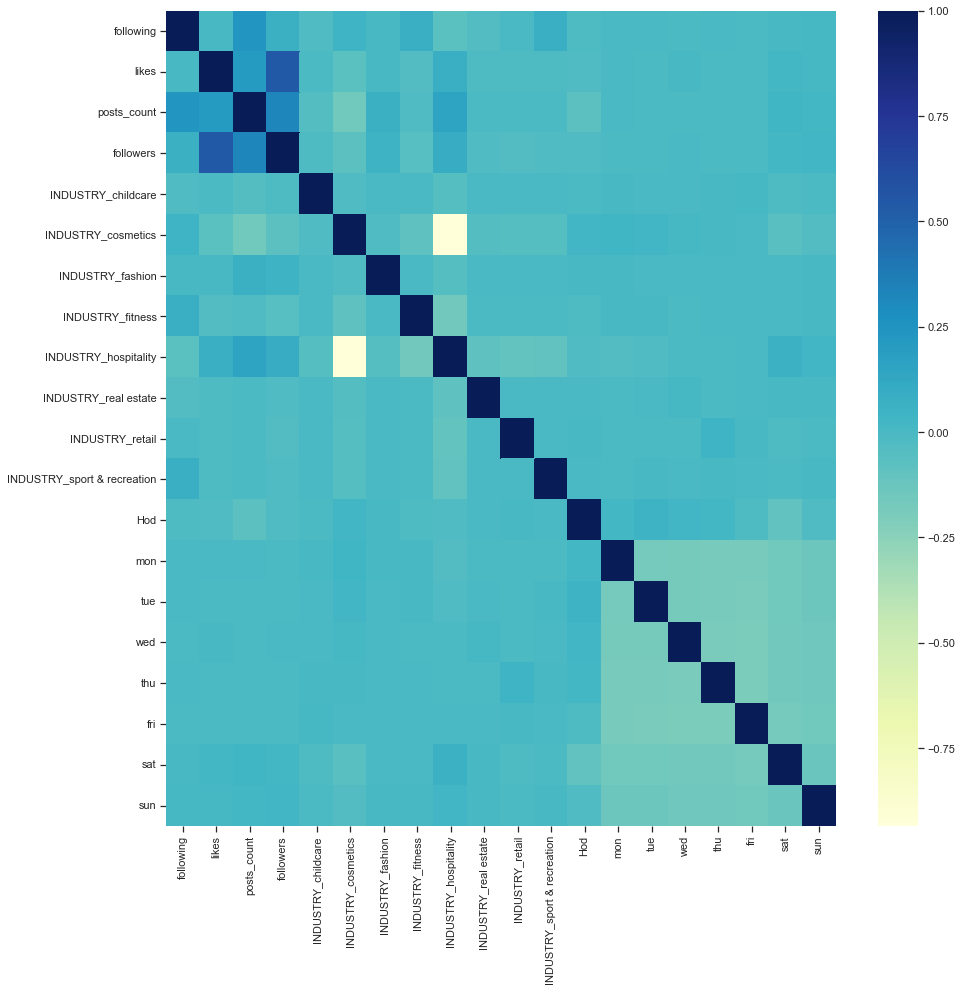 following
likes
posts_count
followers
INDUSTRY_childcare
INDUSTRY_cosmetics
INDUSTRY_fashion
INDUSTRY_fitness
INDUSTRY_hospitality
INDUSTRY_real estate
INDUSTRY_retail
INDUSTRY_sport & recreation
Hod
mon
tue
wed
thu
fri
sat
sun
following
likes
posts_count
followers
INDUSTRY_childcare
INDUSTRY_cosmetics
INDUSTRY_fashion
INDUSTRY_fitness
INDUSTRY_hospitality
INDUSTRY_real estate
INDUSTRY_retail
INDUSTRY_sport & recreation
Hod
mon
tue
wed
thu
fri
sat
sun
1.00
0.75
0.50
0.25
0.00
−0.25
−0.50
−0.75